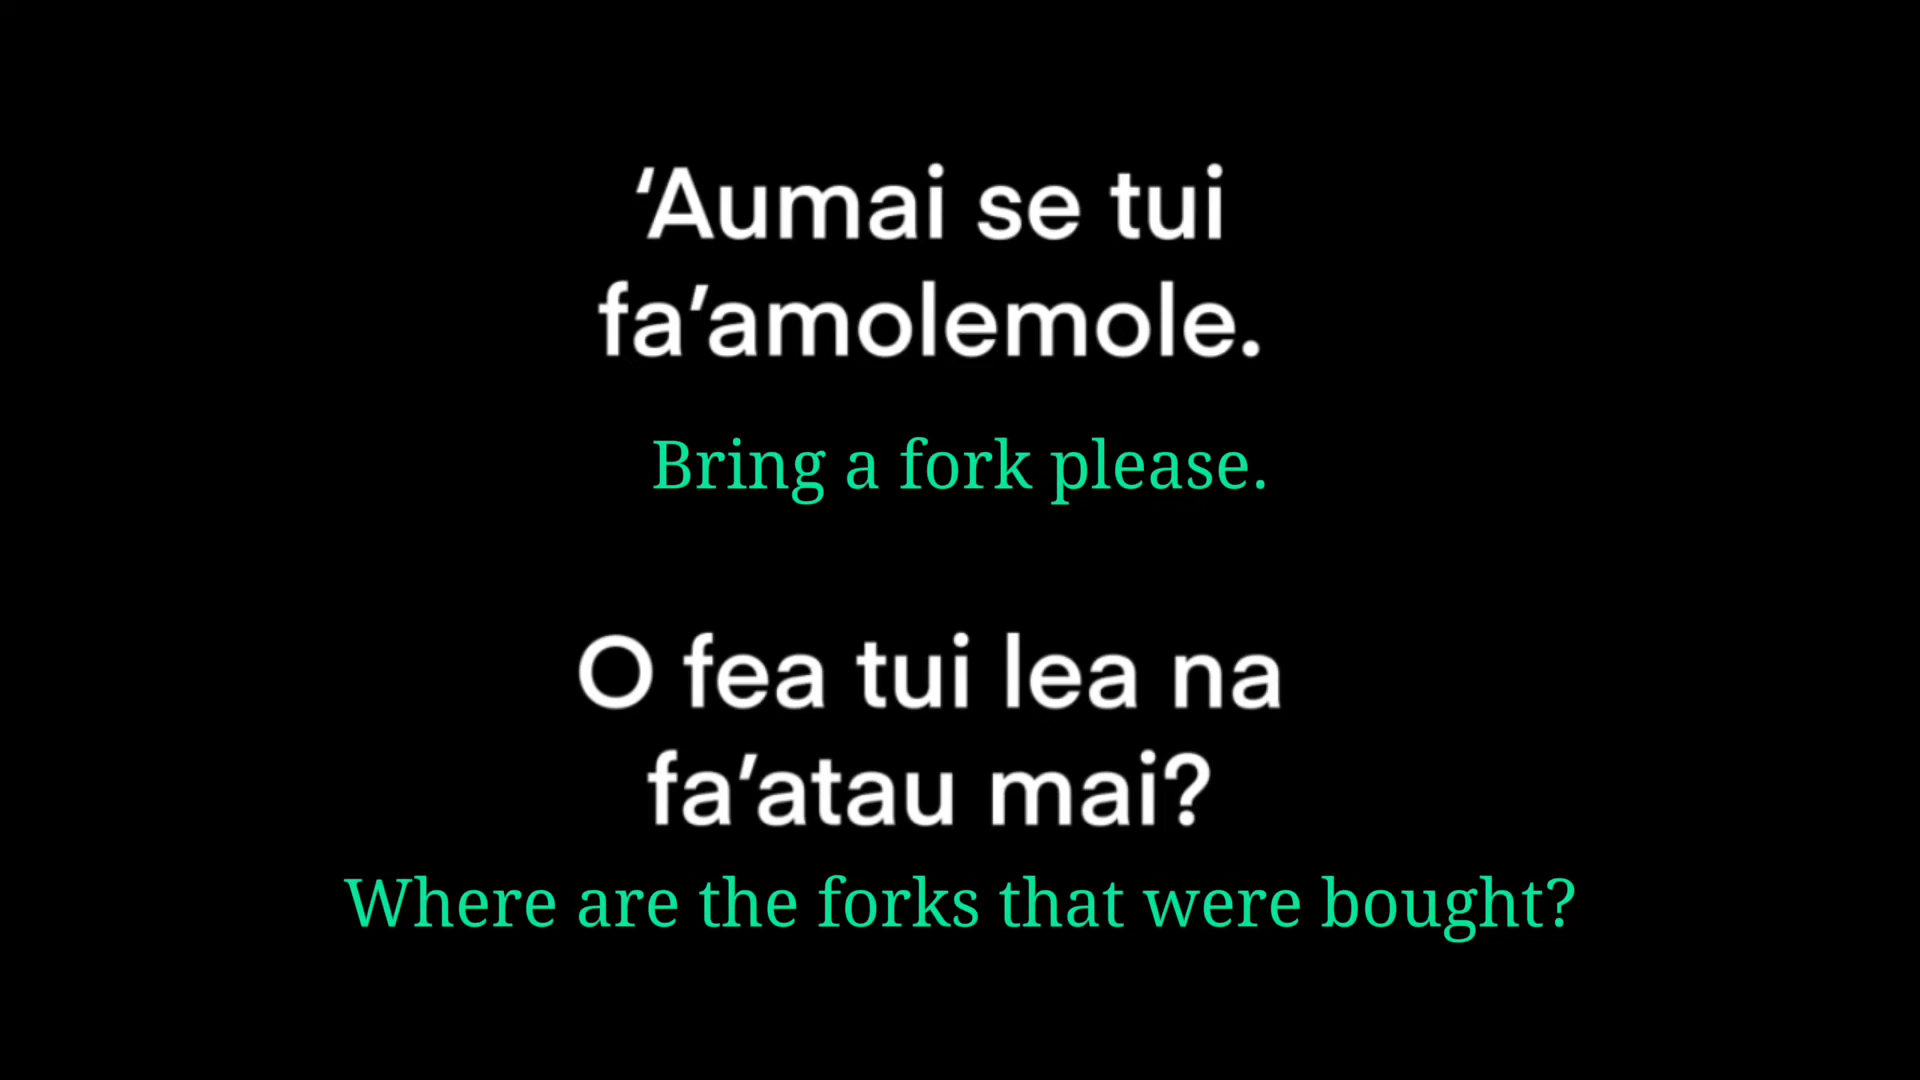 ‘Aumai se tui
fa’amolemole.
Bring a fork please.
O fea tui lea na
fa’atau mai?
Where are the forks that were bought?